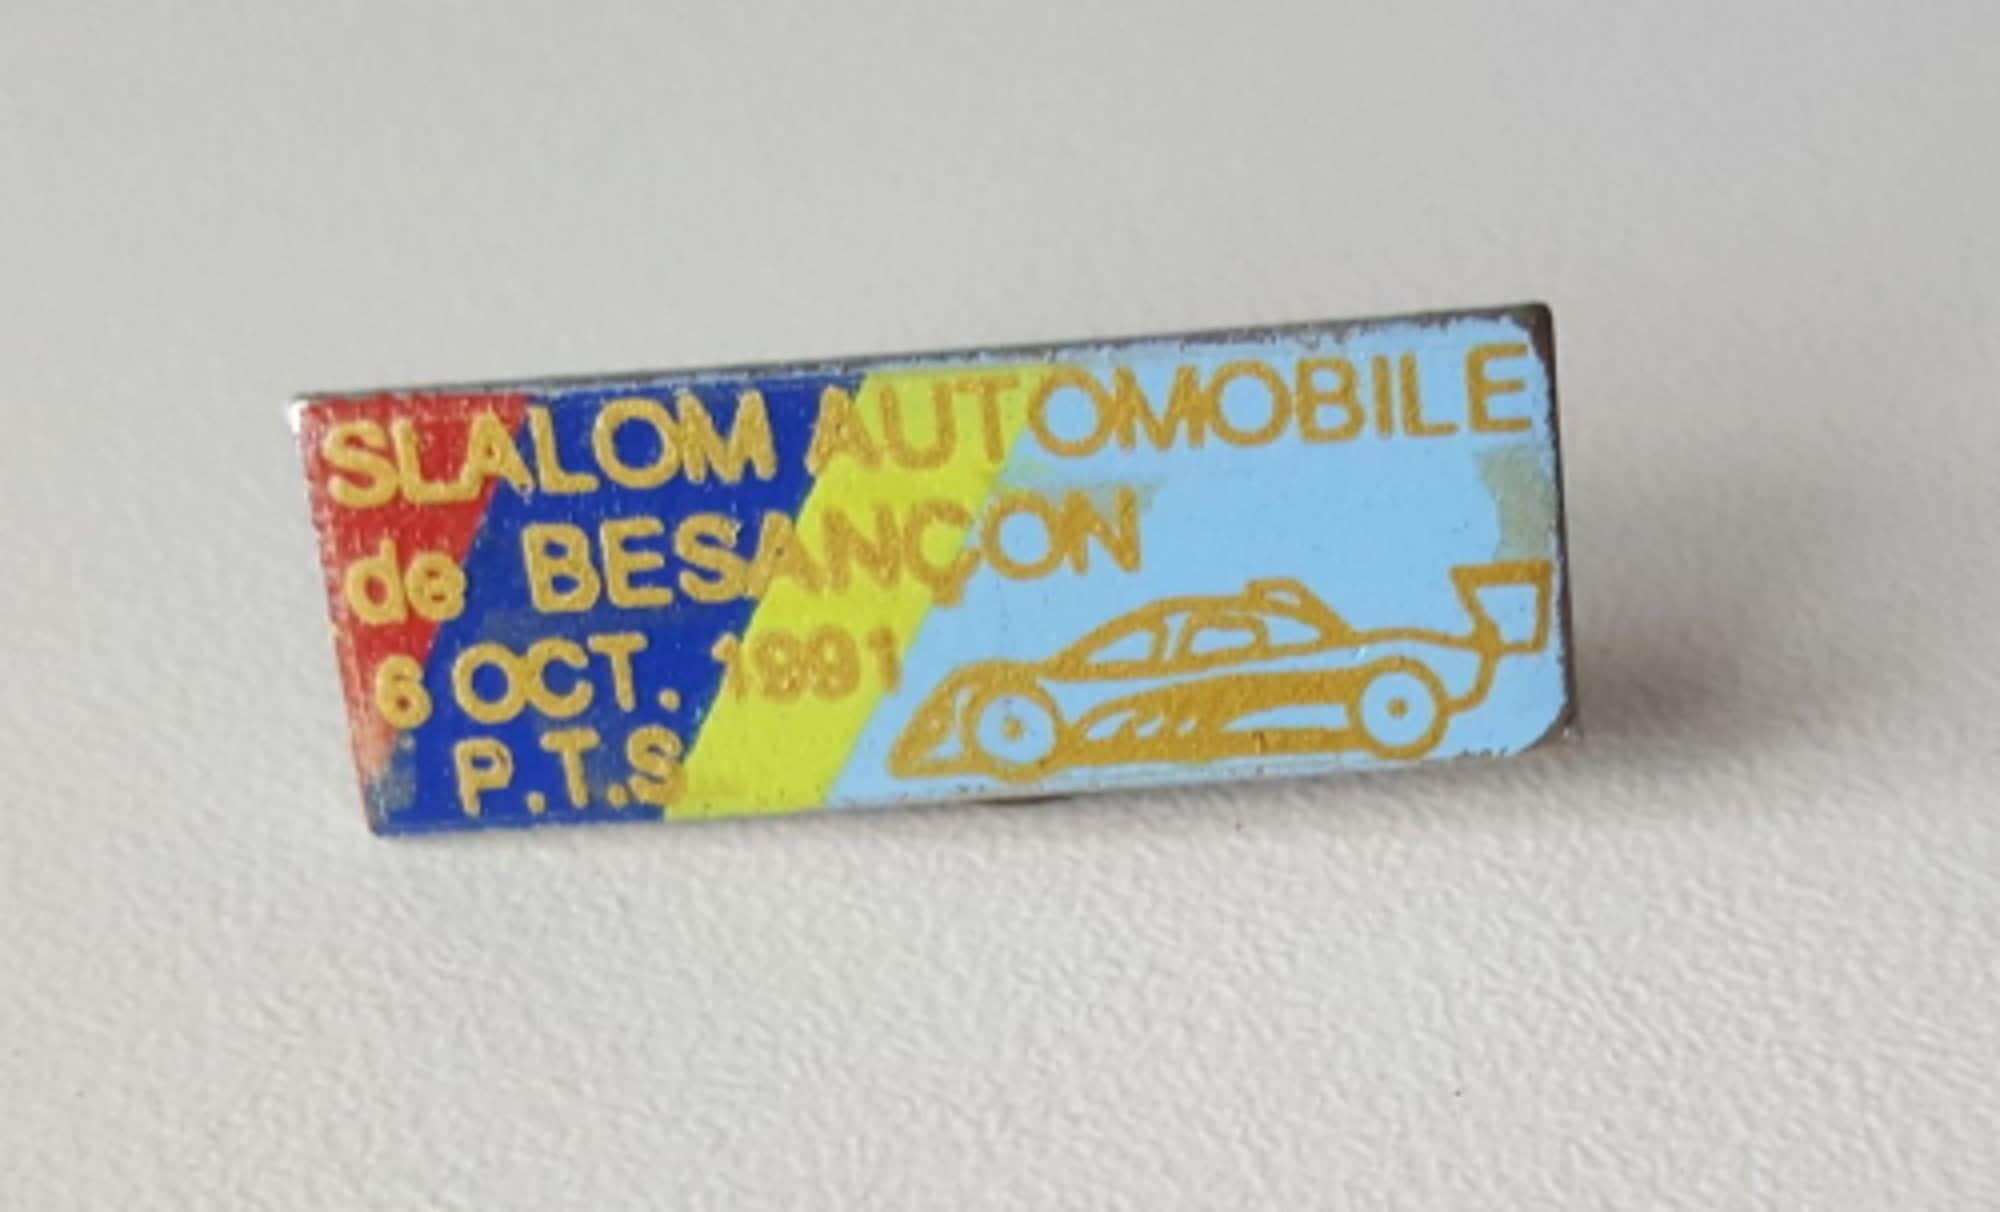 SLALOM AUTOMOBILE
de BESANÇON
6 OCT. 1991
P.T.S